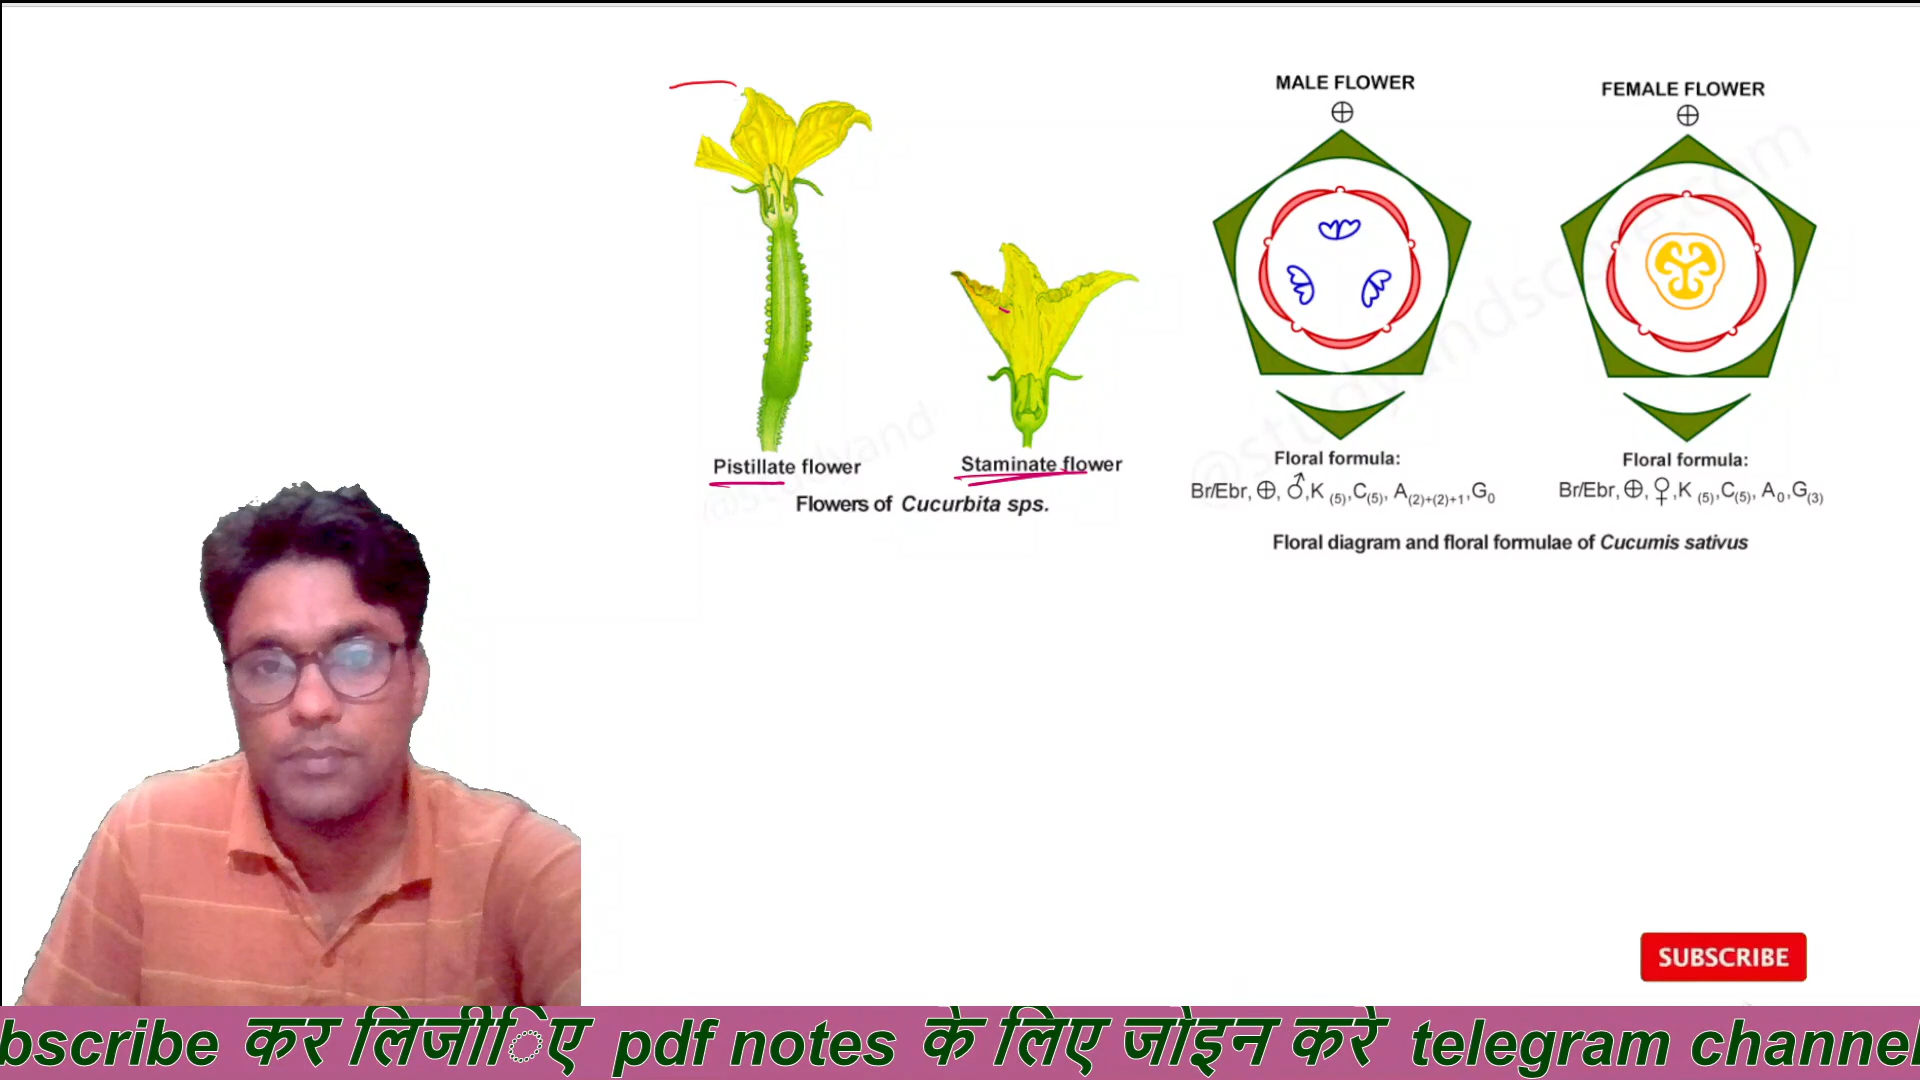 MALE FLOWER
FEMALE FLOWER
Pistillate flower
Staminate flower
Flowers of Cucurbita sps.
Floral formula:
Br/Ebr, ⊕, ♂,K (5),C(5), A(2)+(2)+1,G0
Floral formula:
Br/Ebr, ⊕, ♀,K (5),C(5), A0,G(3)
Floral diagram and floral formulae of Cucumis sativus
SUBSCRIBE
bscribe कर लिजीिए pdf notes के लिए जोइन करे telegram channel